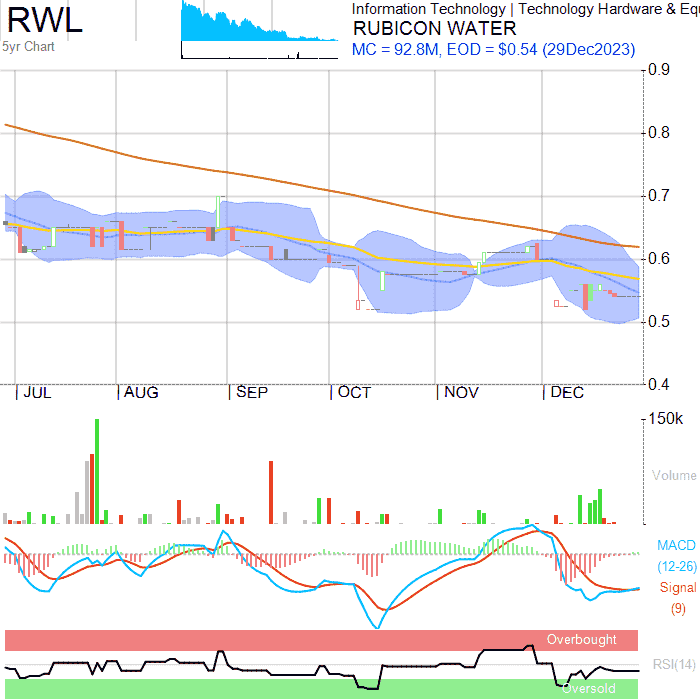 RWL
5yr Chart
Information Technology | Technology Hardware & Equ
RUBICON WATER
MC = 92.8M, EOD = $0.54 (29Dec2023)
0.9
0.8
0.7
0.6
0.5
0.4
| JUL | AUG | SEP | OCT | NOV | DEC
150k
Volume
MACD
(12-26)
Signal
(9)
Overbought
RSI(14)
Oversold